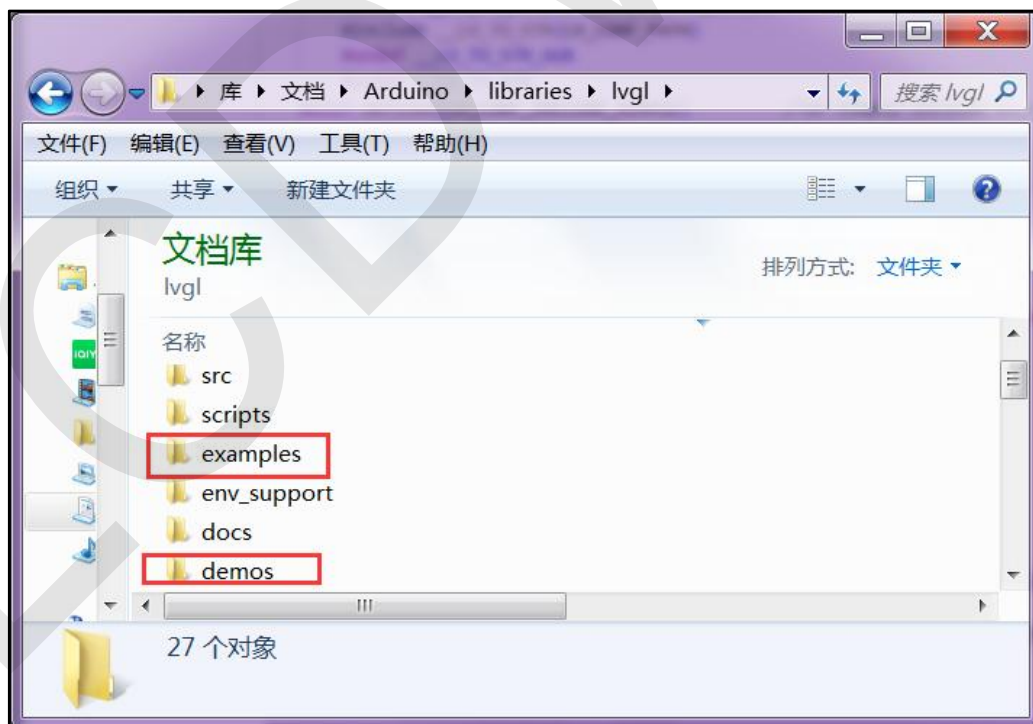 库 文档 Arduino libraries lvgl
搜索 lvgl
文件(F) 编辑(E) 查看(V) 工具(T) 帮助(H)
组织 共享 新建文件夹
文档库
lvgl
排列方式: 文件夹
名称
src
scripts
examples
env_support
docs
demos
27 个对象